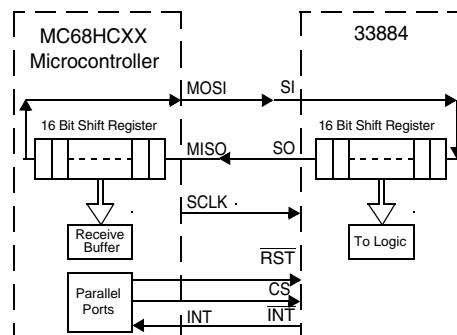 MC68HCXX
Microcontroller
33884
MOSI
SI
16 Bit Shift Register
16 Bit Shift Register
MISO
SO
SCLK
Receive
Buffer
To Logic
RST
Parallel
Ports
CS
INT
INT